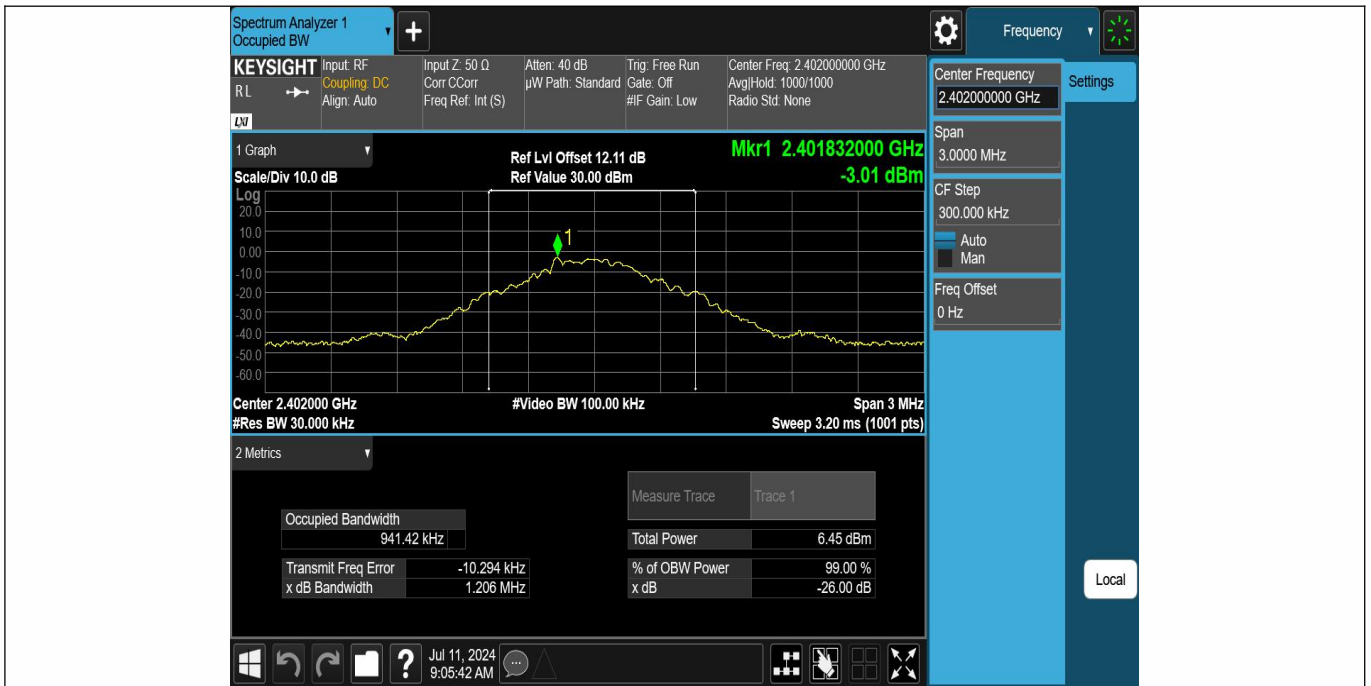 Spectrum Analyzer 1
Occupied BW
Frequency
KEYSIGHT
RL
LXI
Input: RF
Coupling: DC
Align: Auto
Input Z: 50 Ω
Corr CCorr
Freq Ref: Int (S)
Atten: 40 dB
µW Path: Standard
Trig: Free Run
Gate: Off
#IF Gain: Low
Center Freq: 2.402000000 GHz
Avg|Hold: 1000/1000
Radio Std: None
Center Frequency
2.402000000 GHz
Settings
Span
3.0000 MHz
CF Step
300.000 kHz
Auto
Man
Freq Offset
0 Hz
Local
1 Graph
Scale/Div 10.0 dB
Ref Lvl Offset 12.11 dB
Ref Value 30.00 dBm
Mkr1 2.401832000 GHz
-3.01 dBm
Log
20.0
10.0
0.00
-10.0
-20.0
-30.0
-40.0
-50.0
-60.0
1
Center 2.402000 GHz
#Res BW 30.000 kHz
#Video BW 100.00 kHz
Span 3 MHz
Sweep 3.20 ms (1001 pts)
2 Metrics
Measure Trace Trace 1
Occupied Bandwidth
941.42 kHz
Total Power 6.45 dBm
Transmit Freq Error -10.294 kHz
% of OBW Power 99.00 %
x dB Bandwidth 1.206 MHz
x dB -26.00 dB
?
Jul 11, 2024
9:05:42 AM